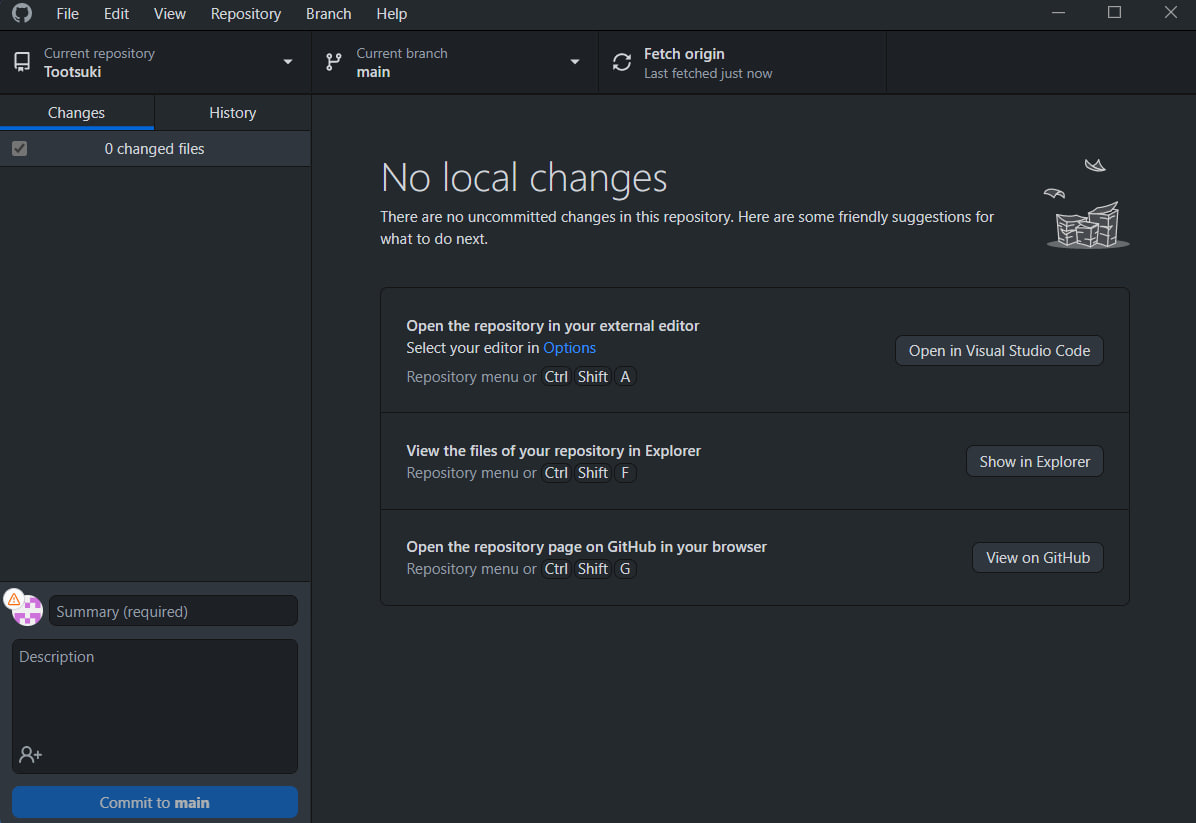 File Edit View Repository Branch Help
Current repository
Tootsuki
Current branch
main
Fetch origin
Last fetched just now
Changes
History
0 changed files
No local changes
There are no uncommitted changes in this repository. Here are some friendly suggestions for
what to do next.
Open the repository in your external editor
Select your editor in Options
Repository menu or Ctrl Shift A
Open in Visual Studio Code
View the files of your repository in Explorer
Repository menu or Ctrl Shift F
Show in Explorer
Open the repository page on GitHub in your browser
Repository menu or Ctrl Shift G
View on GitHub
Summary (required)
Description
Commit to main